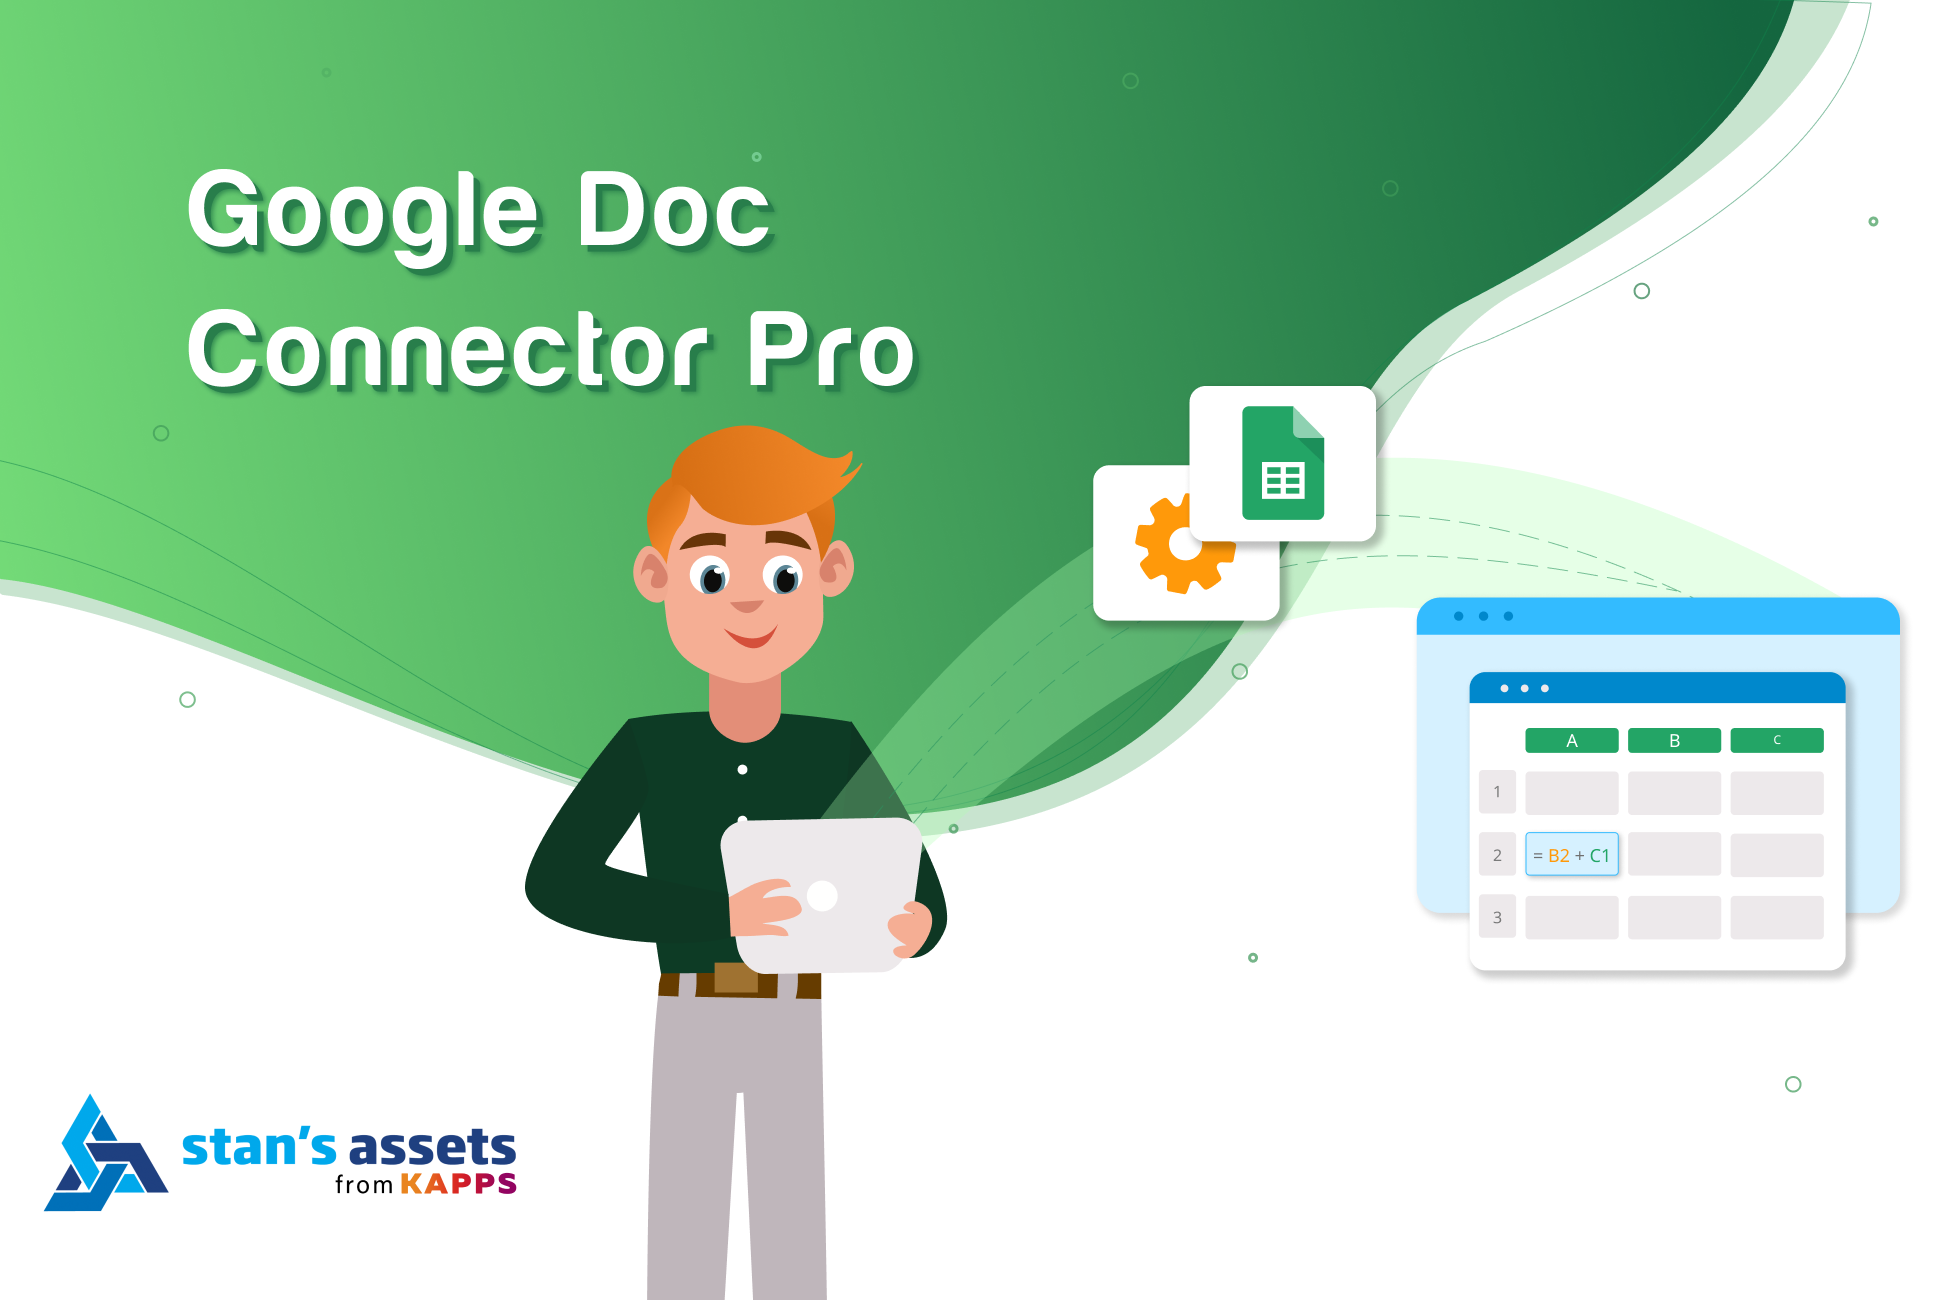 Google Doc
Connector Pro
A B C
1
2 = B2 + C1
3
stan's assets
from KAPPS